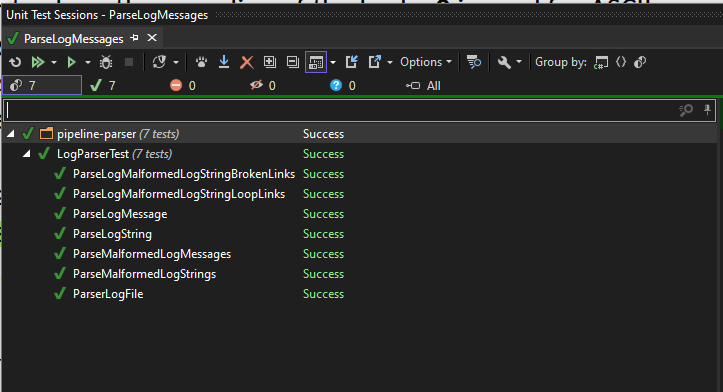 Unit Test Sessions - ParseLogMessages
ParseLogMessages
Options
Group by:
7 7 0 0 0 All
pipeline-parser (7 tests) Success
LogParserTest (7 tests) Success
ParseLogMalformedLogStringBrokenLinks Success
ParseLogMalformedLogStringLoopLinks Success
ParseLogMessage Success
ParseLogString Success
ParseMalformedLogMessages Success
ParseMalformedLogStrings Success
ParserLogFile Success